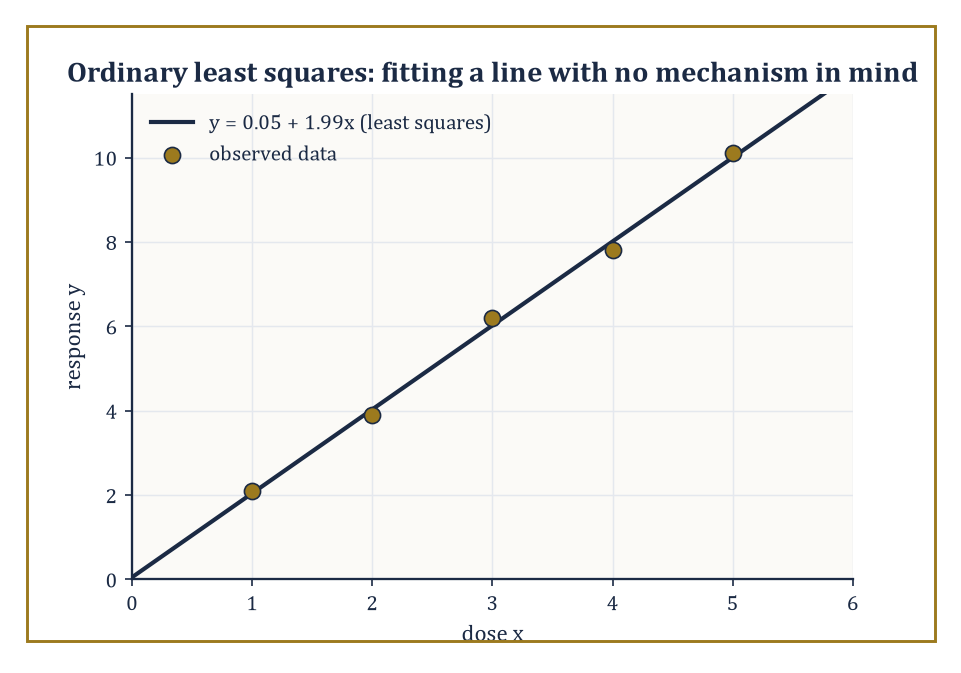 Ordinary least squares: fitting a line with no mechanism in mind
y = 0.05 + 1.99x (least squares)
observed data
10
8
6
4
2
0
response y
0 1 2 3 4 5 6
dose x